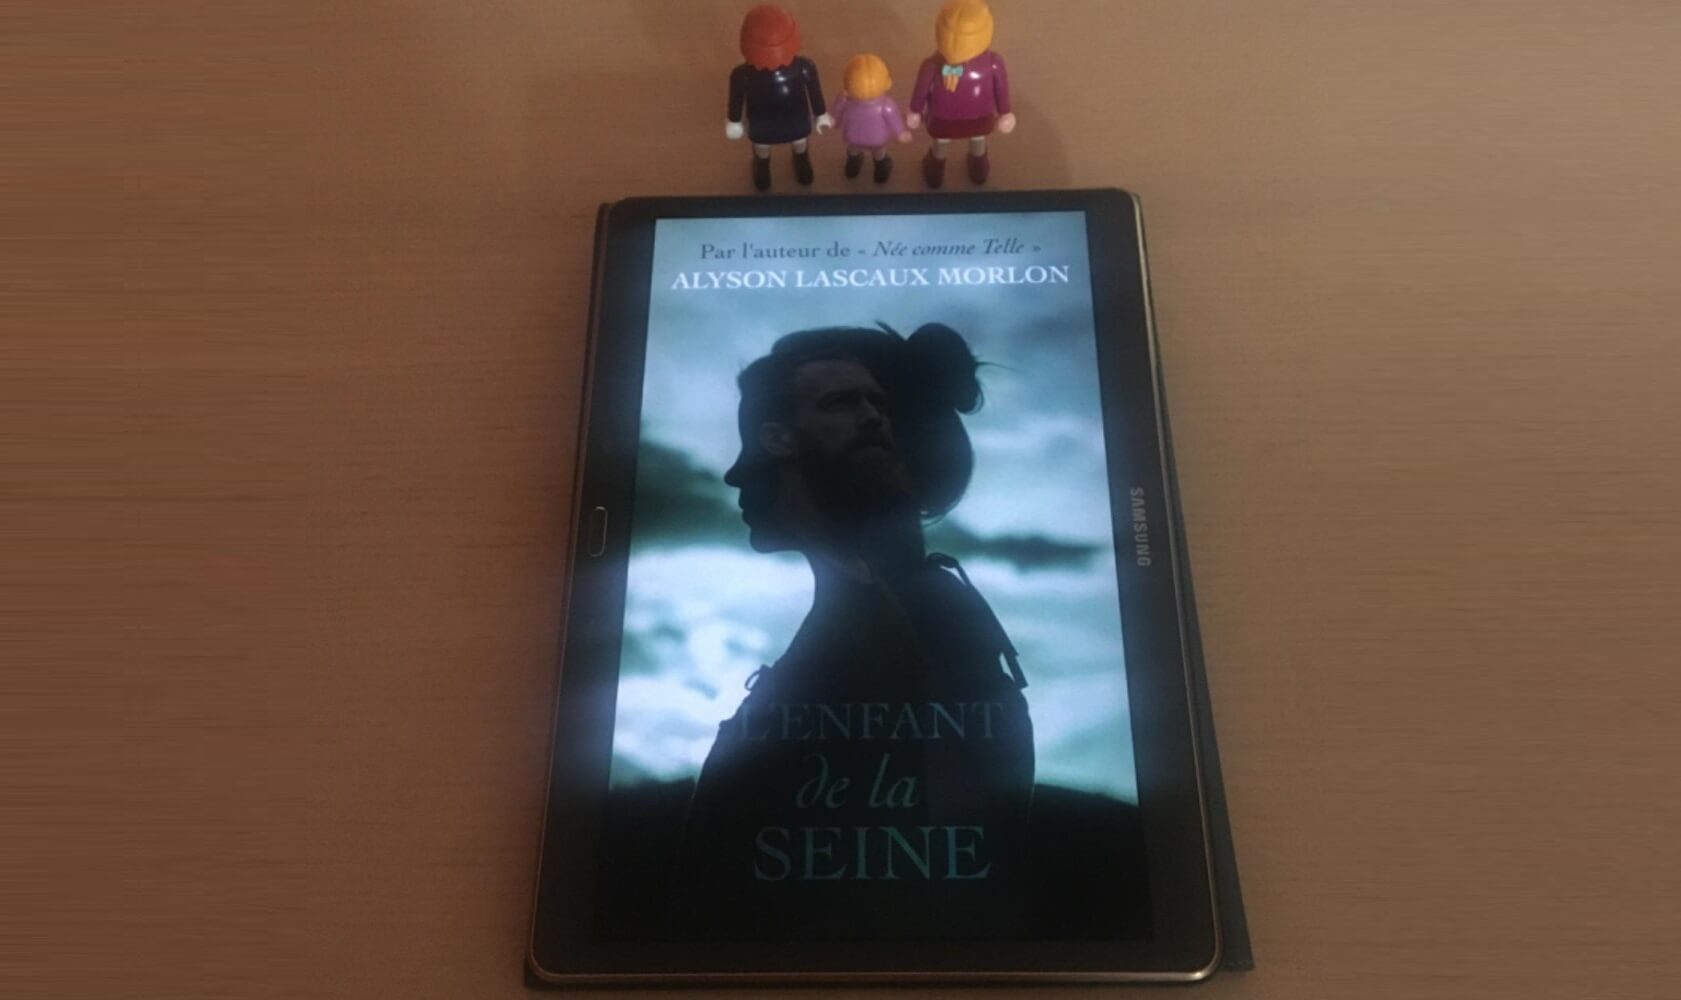 Par l'auteur de « Née comme Telle »
ALYSON LASCAUX MORLON
L'ENFANT
de la
SEINE
SAMSUNG